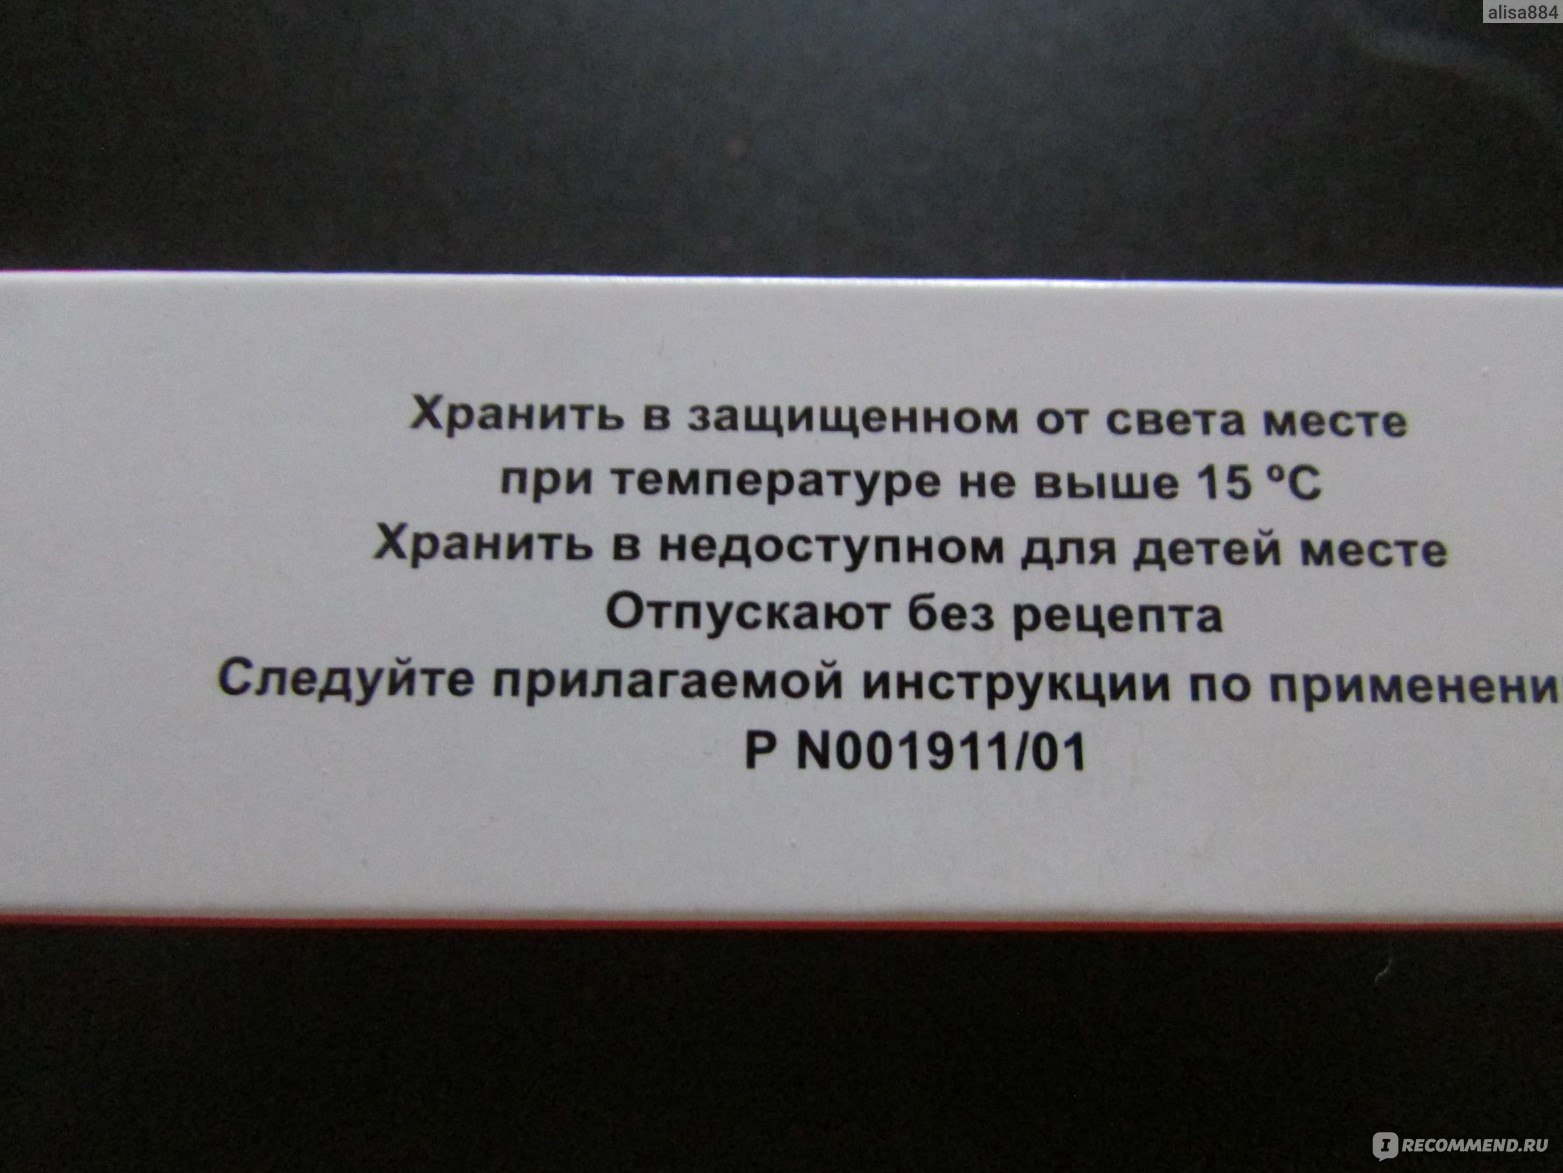 alisa884
Хранить в защищенном от света месте
при температуре не выше 15 ºС
Хранить в недоступном для детей месте
Отпускают без рецепта
Следуйте прилагаемой инструкции по применени
Р N001911/01
I RECOMMEND.RU